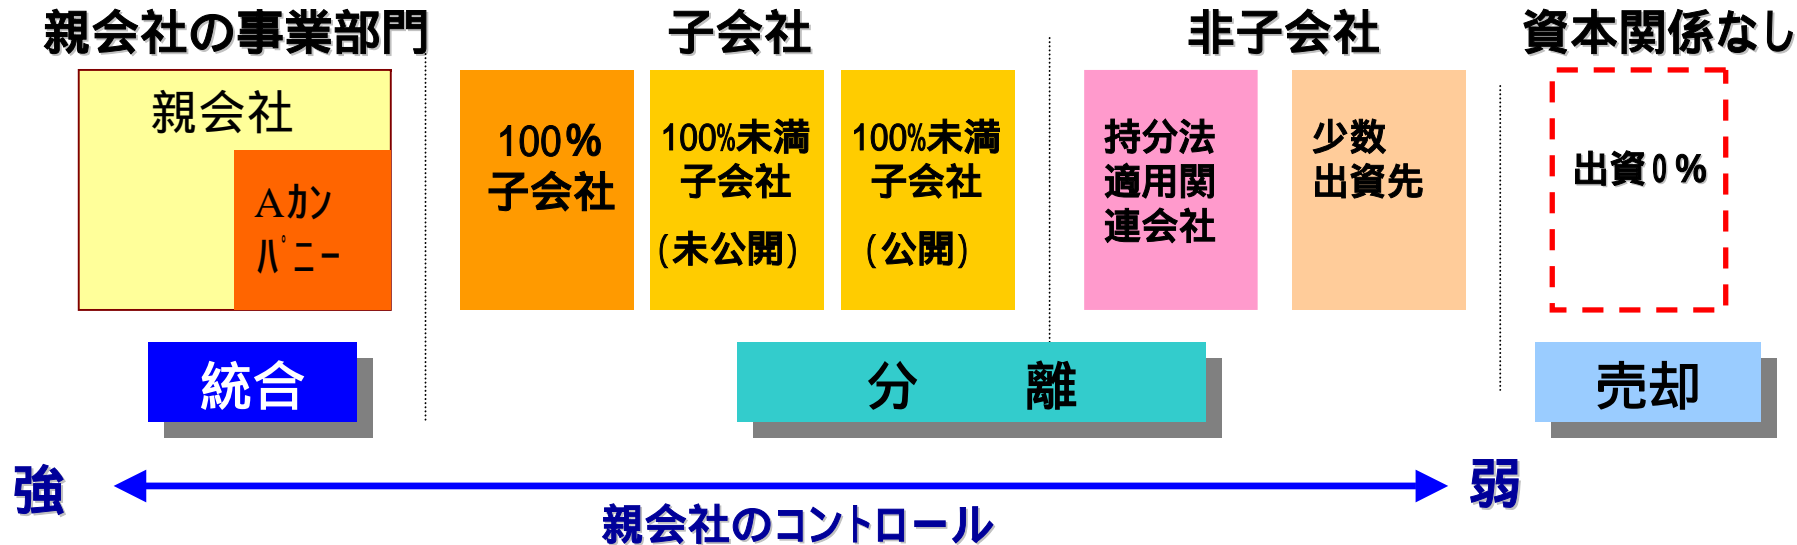 親会社の事業部門
子会社
非子会社
資本関係なし
親会社
Aｶﾝ
ﾊﾟﾆｰ
100%
子会社
100%未満
子会社
(未公開)
100%未満
子会社
(公開)
持分法
適用関
連会社
少数
出資先
出資0%
統合
分　離
売却
強
弱
親会社のコントロール